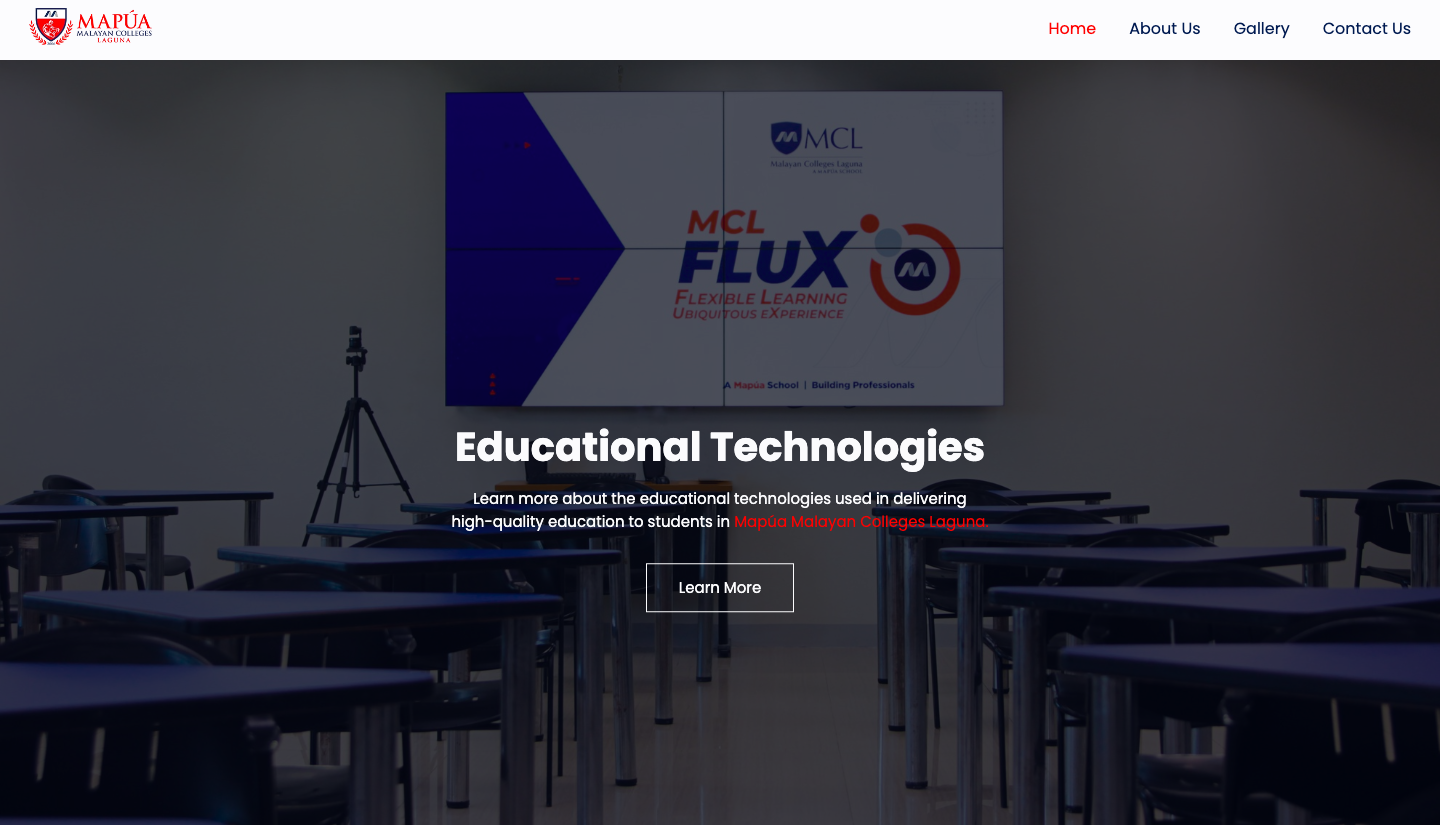 MAPÚA
MALAYAN COLLEGES
LAGUNA
Home
About Us
Gallery
Contact Us
MCL
Malayan Colleges Laguna
A MAPÚA SCHOOL
MCL
FLUX
FLEXIBLE LEARNING
UBIQUITOUS EXPERIENCE
A Mapúa School | Building Professionals
Educational Technologies
Learn more about the educational technologies used in delivering
high-quality education to students in Mapúa Malayan Colleges Laguna.
Learn More